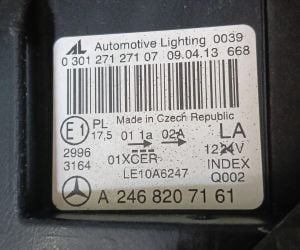 AL Automotive Lighting 0039
0 301 271 271 07 09.04.13 668
Made in Czech Republic
E1 PL 01 1a 02A LA
17,5
2996 1224V
3164 01XCER INDEX
LE10A6247 Q002
A 246 820 71 61